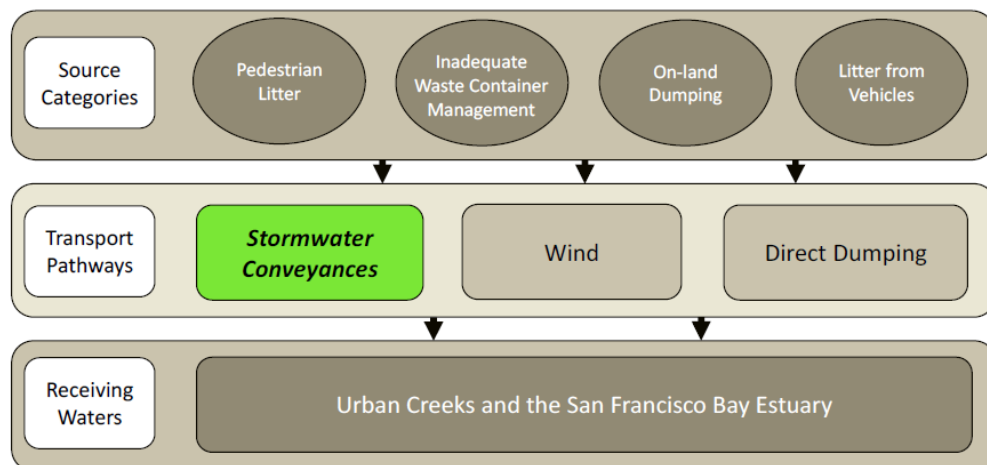 Source
Categories
Pedestrian
Litter
Inadequate
Waste Container
Management
On-land
Dumping
Litter from
Vehicles
Transport
Pathways
Stormwater
Conveyances
Wind
Direct Dumping
Receiving
Waters
Urban Creeks and the San Francisco Bay Estuary